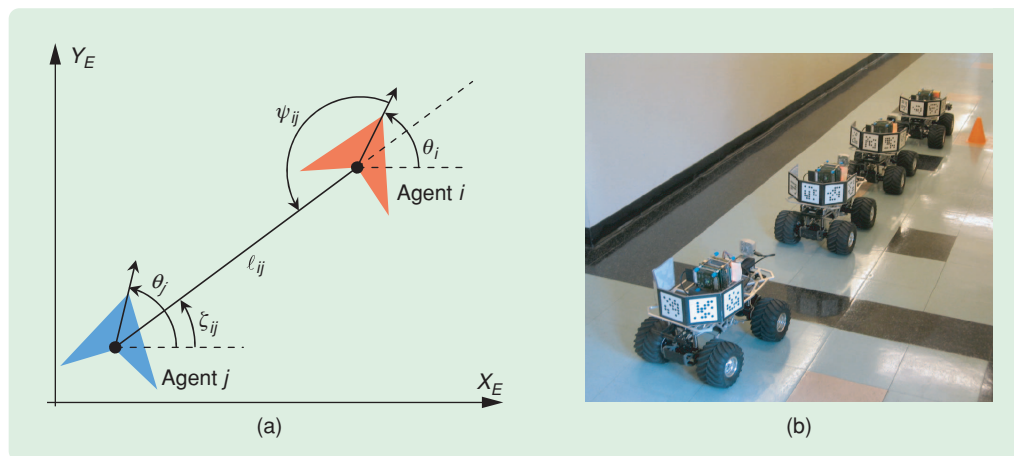 Y_E
ψ_ij
θ_i
Agent i
ℓ_ij
θ_j
ζ_ij
Agent j
X_E
(a)
(b)